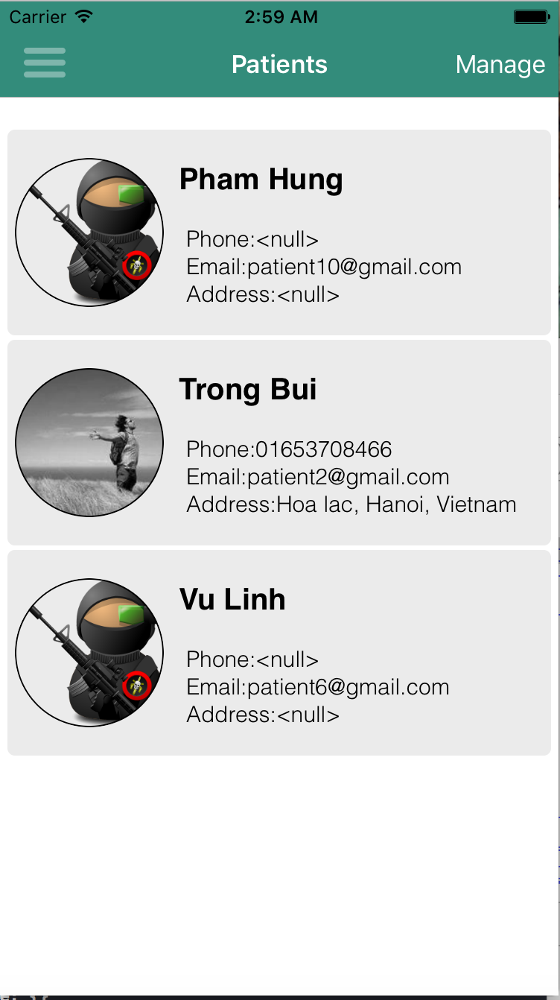 Carrier 2:59 AM
Patients Manage
Pham Hung
Phone:<null>
Email:patient10@gmail.com
Address:<null>
Trong Bui
Phone:01653708466
Email:patient2@gmail.com
Address:Hoa lac, Hanoi, Vietnam
Vu Linh
Phone:<null>
Email:patient6@gmail.com
Address:<null>